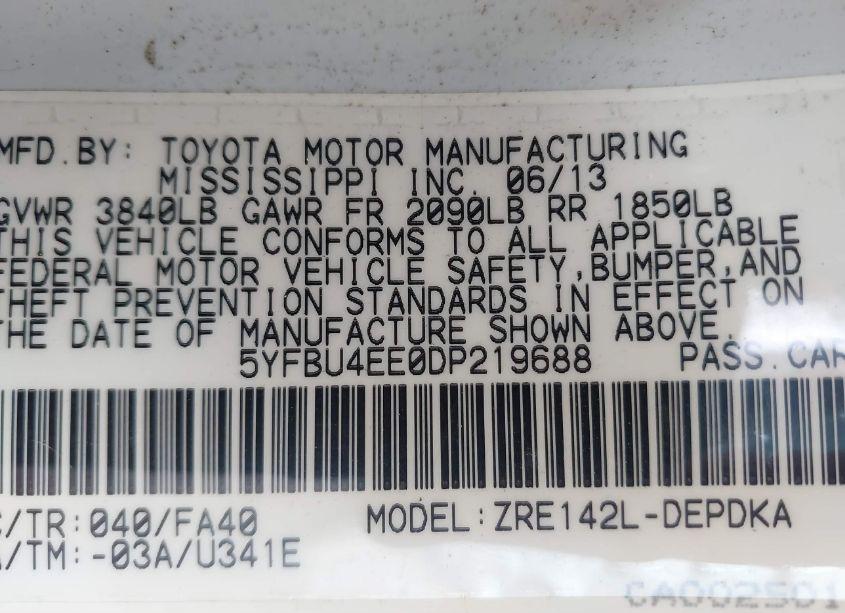 MFD.BY: TOYOTA MOTOR MANUFACTURING
MISSISSIPPI INC. 06/13
GVWR 3840LB GAWR FR 2090LB RR 1850LB
THIS VEHICLE CONFORMS TO ALL APPLICABLE
FEDERAL MOTOR VEHICLE SAFETY,BUMPER,AND
THEFT PREVENTION STANDARDS IN EFFECT ON
THE DATE OF MANUFACTURE SHOWN ABOVE.
5YFBU4EE0DP219688 PASS.CAR
C/TR:040/FA40 MODEL:ZRE142L-DEPDKA
A/TM:-03A/U341E
CA002501